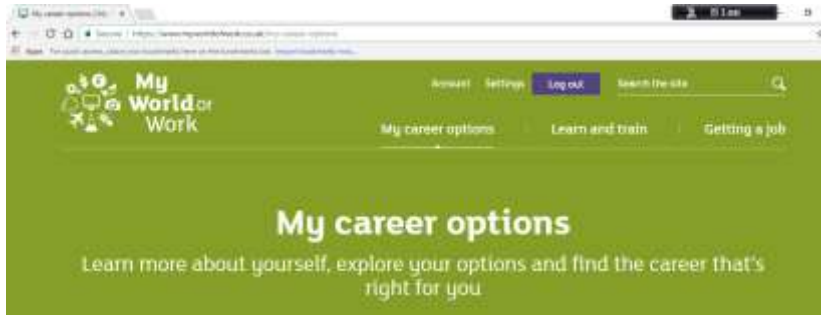 Apps
My
World of
Work
Account Settings Log out Search the site
My career options Learn and train Getting a job
My career options
Learn more about yourself, explore your options and find the career that's
right for you